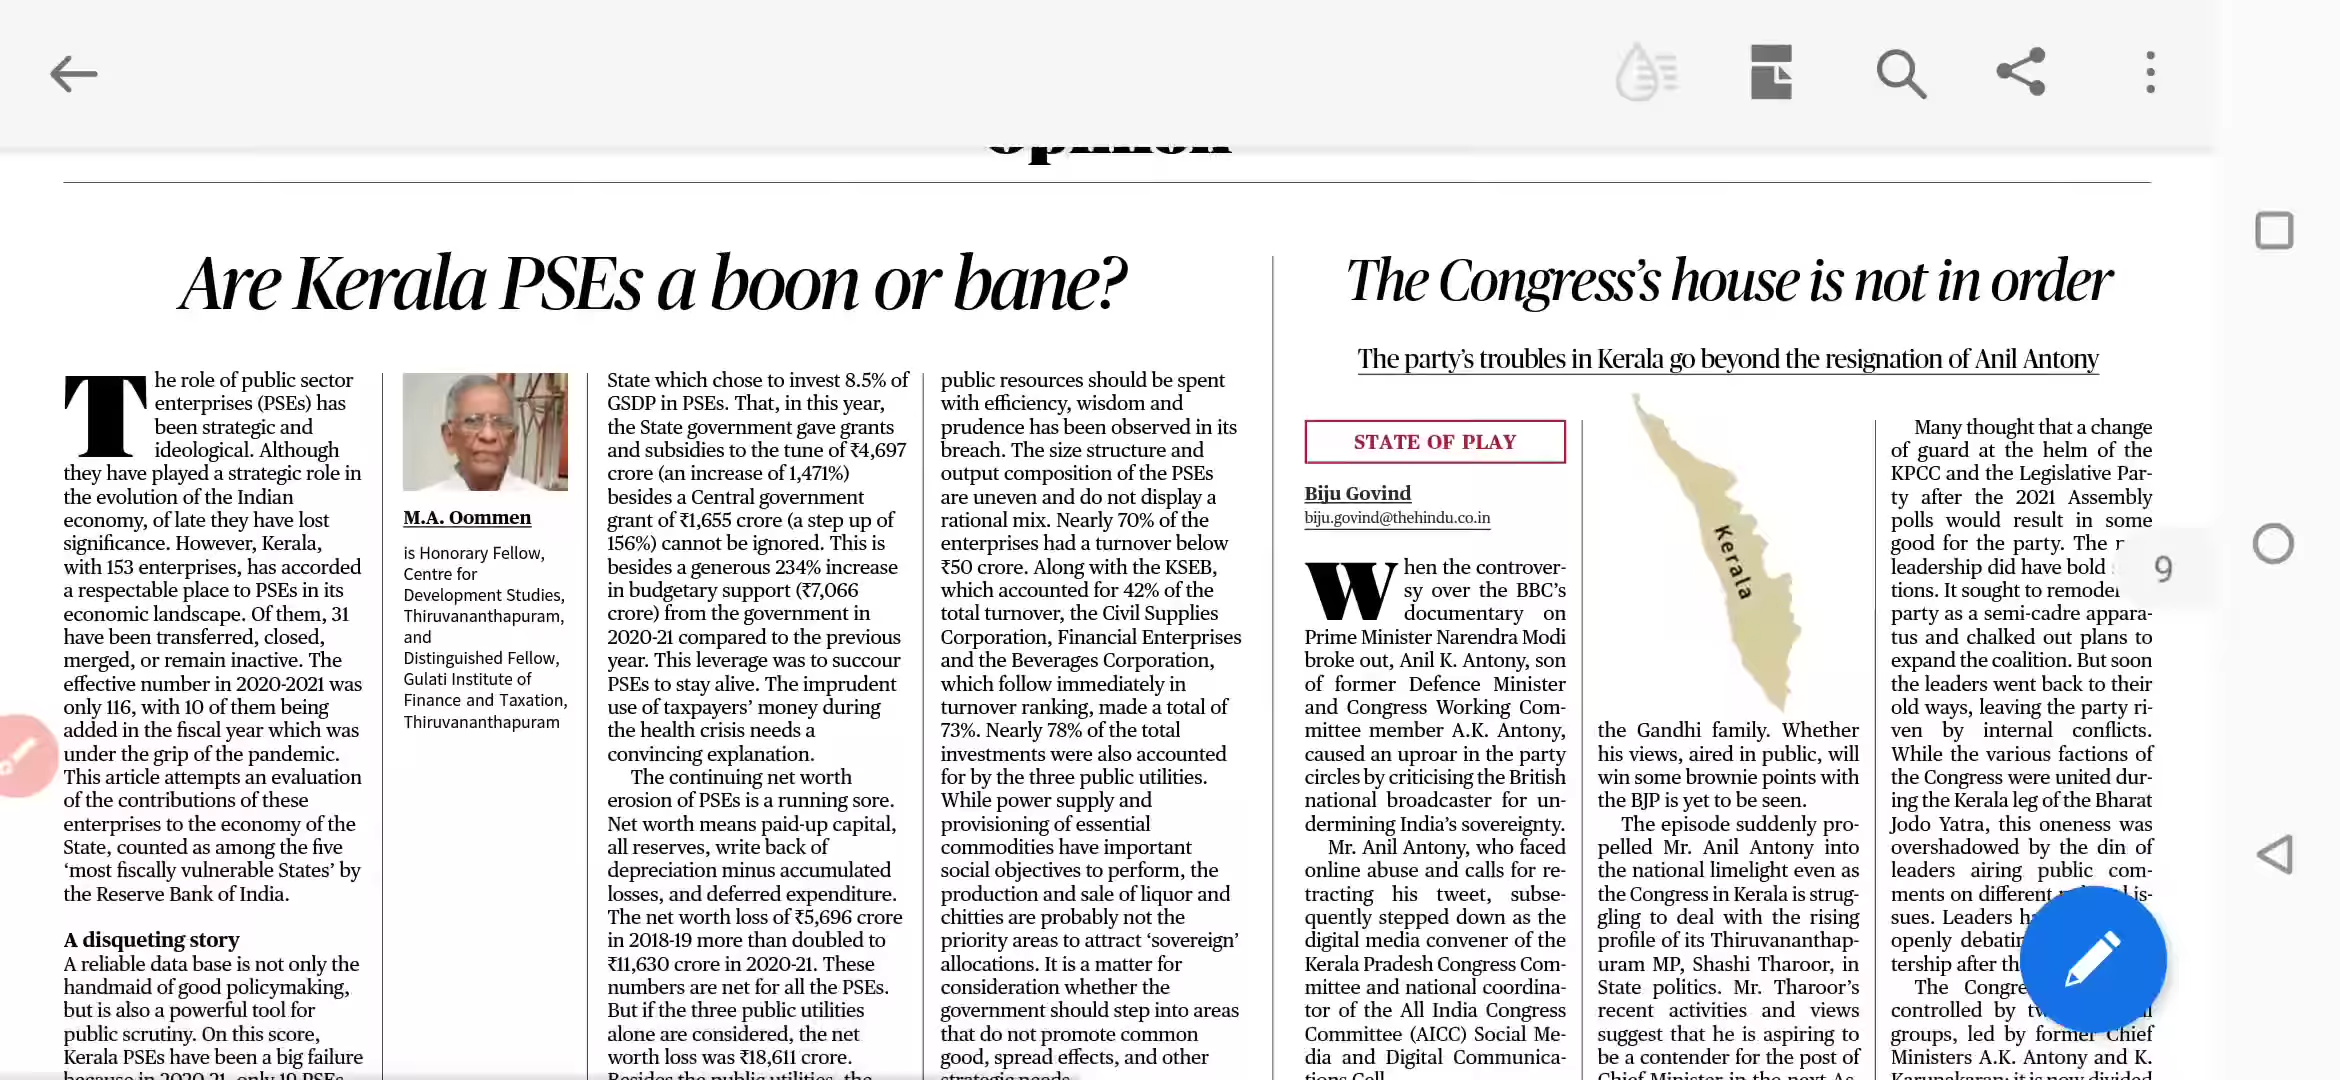 opinion
Are Kerala PSEs a boon or bane?
The role of public sector
enterprises (PSEs) has
been strategic and
ideological. Although
they have played a strategic role in
the evolution of the Indian
economy, of late they have lost
significance. However, Kerala,
with 153 enterprises, has accorded
a respectable place to PSEs in its
economic landscape. Of them, 31
have been transferred, closed,
merged, or remain inactive. The
effective number in 2020-2021 was
only 116, with 10 of them being
added in the fiscal year which was
under the grip of the pandemic.
This article attempts an evaluation
of the contributions of these
enterprises to the economy of the
State, counted as among the five
‘most fiscally vulnerable States’ by
the Reserve Bank of India.
A disqueting story
A reliable data base is not only the
handmaid of good policymaking,
but is also a powerful tool for
public scrutiny. On this score,
Kerala PSEs have been a big failure
because in 2020-21, only 19 PSEs
M.A. Oommen
is Honorary Fellow,
Centre for
Development Studies,
Thiruvananthapuram,
and
Distinguished Fellow,
Gulati Institute of
Finance and Taxation,
Thiruvananthapuram
State which chose to invest 8.5% of
GSDP in PSEs. That, in this year,
the State government gave grants
and subsidies to the tune of ₹4,697
crore (an increase of 1,471%)
besides a Central government
grant of ₹1,655 crore (a step up of
156%) cannot be ignored. This is
besides a generous 234% increase
in budgetary support (₹7,066
crore) from the government in
2020-21 compared to the previous
year. This leverage was to succour
PSEs to stay alive. The imprudent
use of taxpayers’ money during
the health crisis needs a
convincing explanation.
The continuing net worth
erosion of PSEs is a running sore.
Net worth means paid-up capital,
all reserves, write back of
depreciation minus accumulated
losses, and deferred expenditure.
The net worth loss of ₹5,696 crore
in 2018-19 more than doubled to
₹11,630 crore in 2020-21. These
numbers are net for all the PSEs.
But if the three public utilities
alone are considered, the net
worth loss was ₹18,611 crore.
Besides the public utilities, the
public resources should be spent
with efficiency, wisdom and
prudence has been observed in its
breach. The size structure and
output composition of the PSEs
are uneven and do not display a
rational mix. Nearly 70% of the
enterprises had a turnover below
₹50 crore. Along with the KSEB,
which accounted for 42% of the
total turnover, the Civil Supplies
Corporation, Financial Enterprises
and the Beverages Corporation,
which follow immediately in
turnover ranking, made a total of
73%. Nearly 78% of the total
investments were also accounted
for by the three public utilities.
While power supply and
provisioning of essential
commodities have important
social objectives to perform, the
production and sale of liquor and
chitties are probably not the
priority areas to attract ‘sovereign’
allocations. It is a matter for
consideration whether the
government should step into areas
that do not promote common
good, spread effects, and other
strategic needs.
The Congress’s house is not in order
The party’s troubles in Kerala go beyond the resignation of Anil Antony
STATE OF PLAY
Biju Govind
biju.govind@thehindu.co.in
When the controver-
sy over the BBC’s
documentary on
Prime Minister Narendra Modi
broke out, Anil K. Antony, son
of former Defence Minister
and Congress Working Com-
mittee member A.K. Antony,
caused an uproar in the party
circles by criticising the British
national broadcaster for un-
dermining India’s sovereignty.
Mr. Anil Antony, who faced
online abuse and calls for re-
tracting his tweet, subse-
quently stepped down as the
digital media convener of the
Kerala Pradesh Congress Com-
mittee and national coordina-
tor of the All India Congress
Committee (AICC) Social Me-
dia and Digital Communica-
tions Cell.
Kerala
the Gandhi family. Whether
his views, aired in public, will
win some brownie points with
the BJP is yet to be seen.
The episode suddenly pro-
pelled Mr. Anil Antony into
the national limelight even as
the Congress in Kerala is strug-
gling to deal with the rising
profile of its Thiruvananthap-
uram MP, Shashi Tharoor, in
State politics. Mr. Tharoor’s
recent activities and views
suggest that he is aspiring to
be a contender for the post of
Chief Minister in the next As-
Many thought that a change
of guard at the helm of the
KPCC and the Legislative Par-
ty after the 2021 Assembly
polls would result in some
good for the party. The
leadership did have bold
tions. It sought to remodel
party as a semi-cadre appara-
tus and chalked out plans to
expand the coalition. But soon
the leaders went back to their
old ways, leaving the party ri-
ven by internal conflicts.
While the various factions of
the Congress were united dur-
ing the Kerala leg of the Bharat
Jodo Yatra, this oneness was
overshadowed by the din of
leaders airing public com-
ments on different is-
sues. Leaders
openly
tership after
The
controlled by
groups, led by former Chief
Ministers A.K. Antony and K.
Karunakaran; it is now divided
9